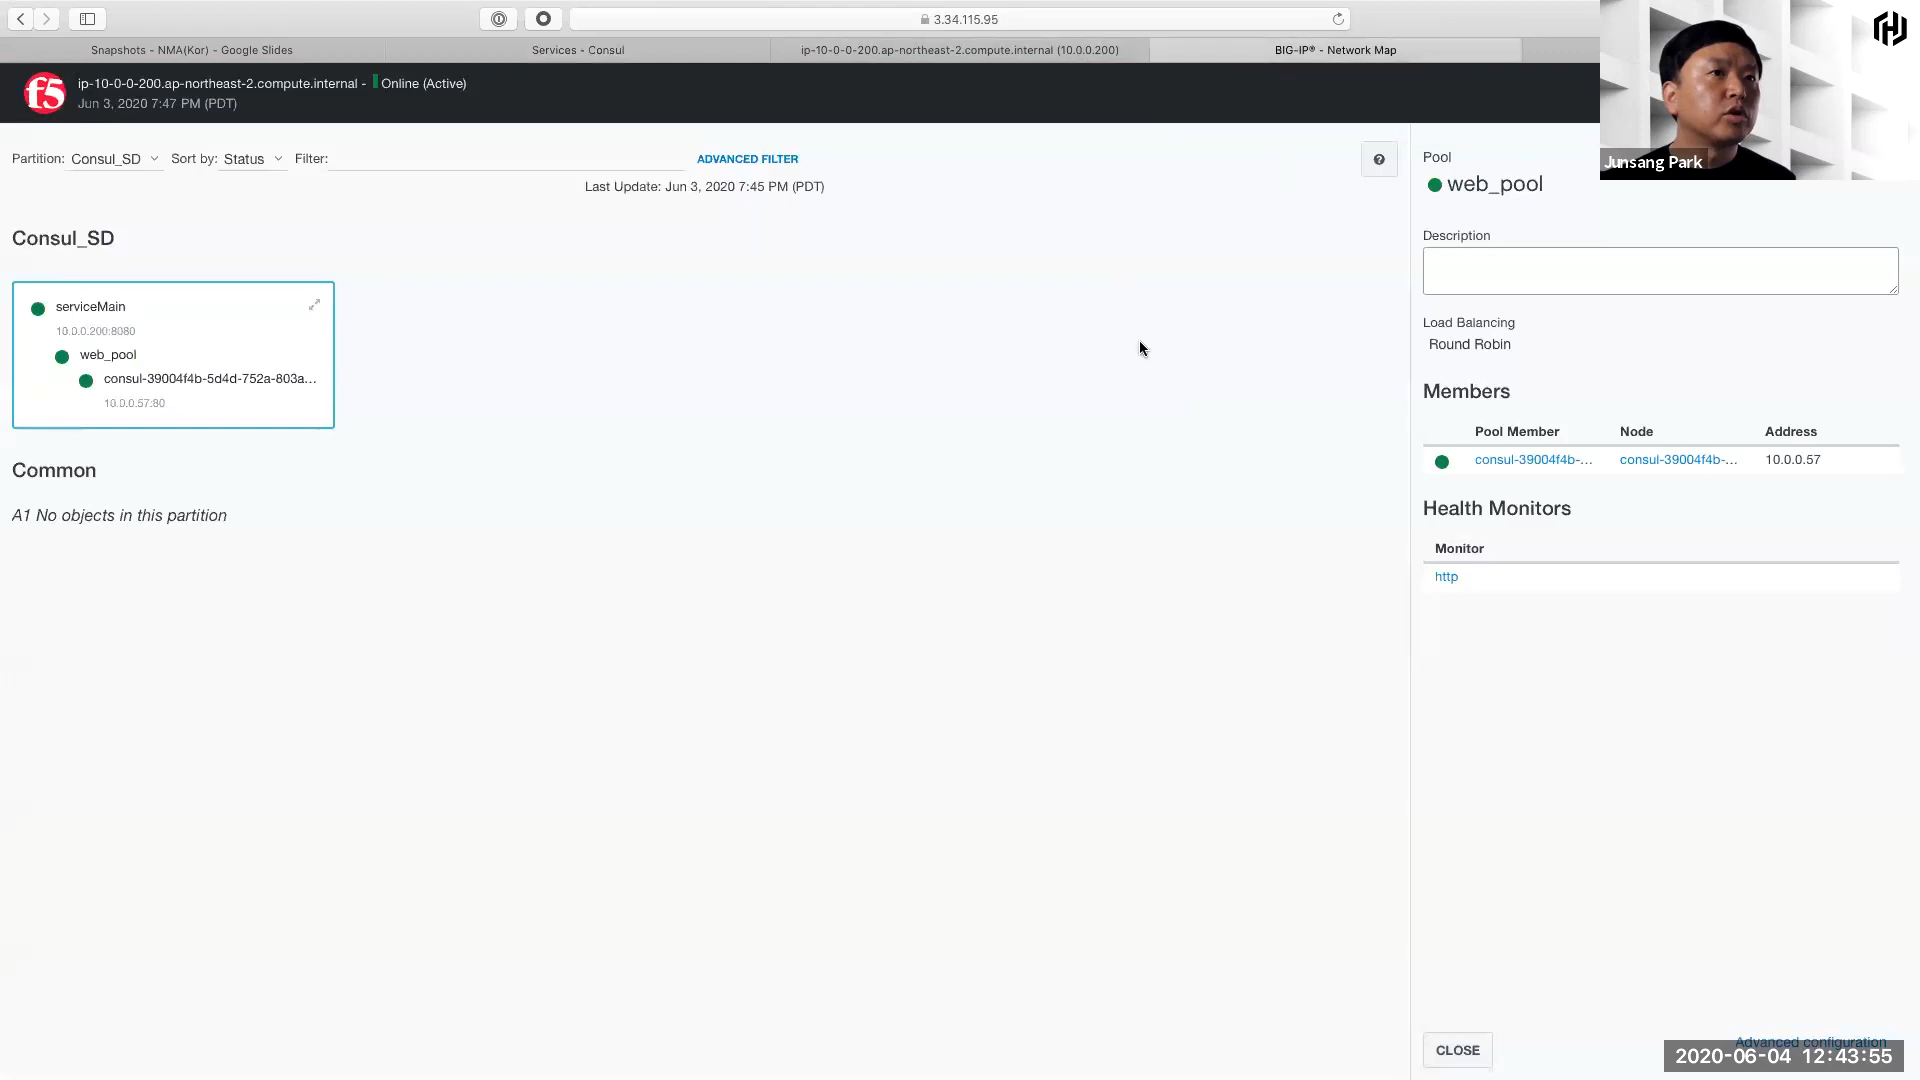 3.34.115.95
Snapshots - NMA(Kor) - Google Slides
Services - Consul
ip-10-0-0-200.ap-northeast-2.compute.internal (10.0.0.200)
BIG-IP® - Network Map
f5
ip-10-0-0-200.ap-northeast-2.compute.internal - Online (Active)
Jun 3, 2020 7:47 PM (PDT)
Junsang Park
Partition: Consul_SD Sort by: Status Filter:
ADVANCED FILTER
?
Last Update: Jun 3, 2020 7:45 PM (PDT)
Consul_SD
serviceMain
10.0.0.200:8080
web_pool
consul-39004f4b-5d4d-752a-803a...
10.0.0.57:80
Common
A1 No objects in this partition
Pool
web_pool
Description
Load Balancing
Round Robin
Members
Pool Member Node Address
consul-39004f4b-... consul-39004f4b-... 10.0.0.57
Health Monitors
Monitor
http
CLOSE
Advanced configuration
2020-06-04 12:43:55